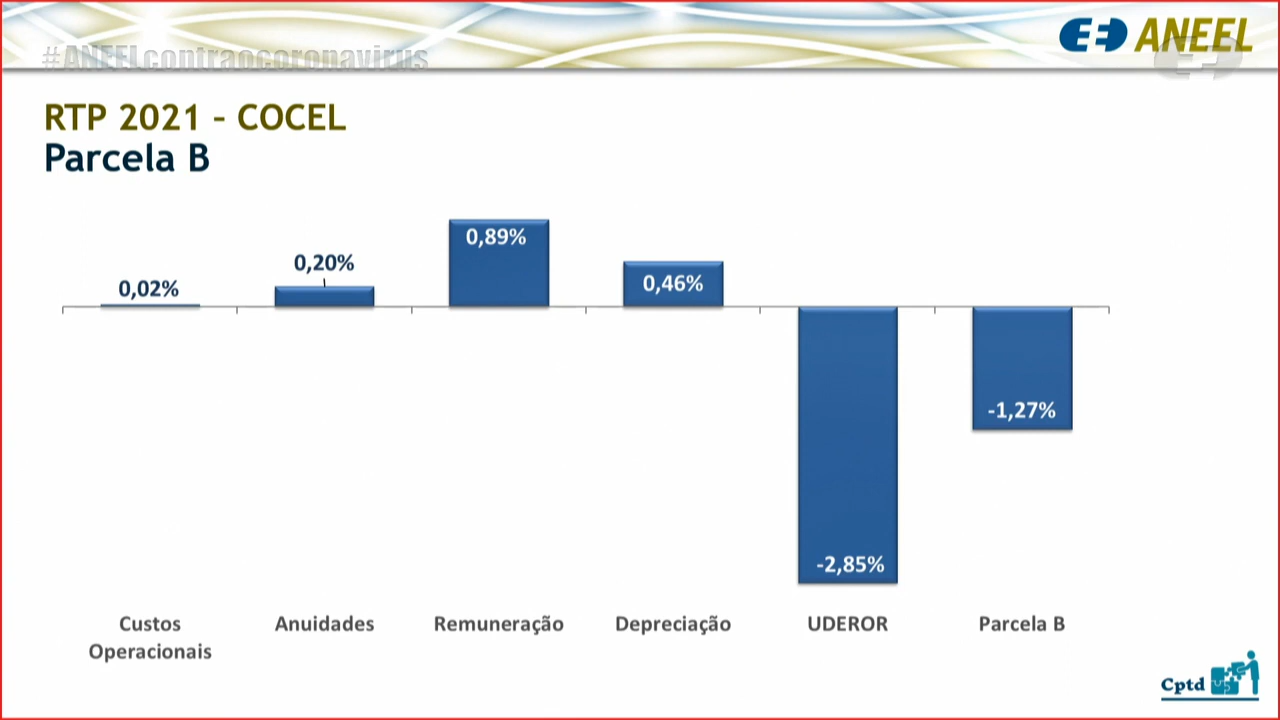 ANEEL
#ANEELcontraocoronavirus
RTP 2021 - COCEL
Parcela B
0,02%
0,20%
0,89%
0,46%
-2,85%
-1,27%
Custos
Operacionais
Anuidades
Remuneração
Depreciação
UDEROR
Parcela B
Cptd